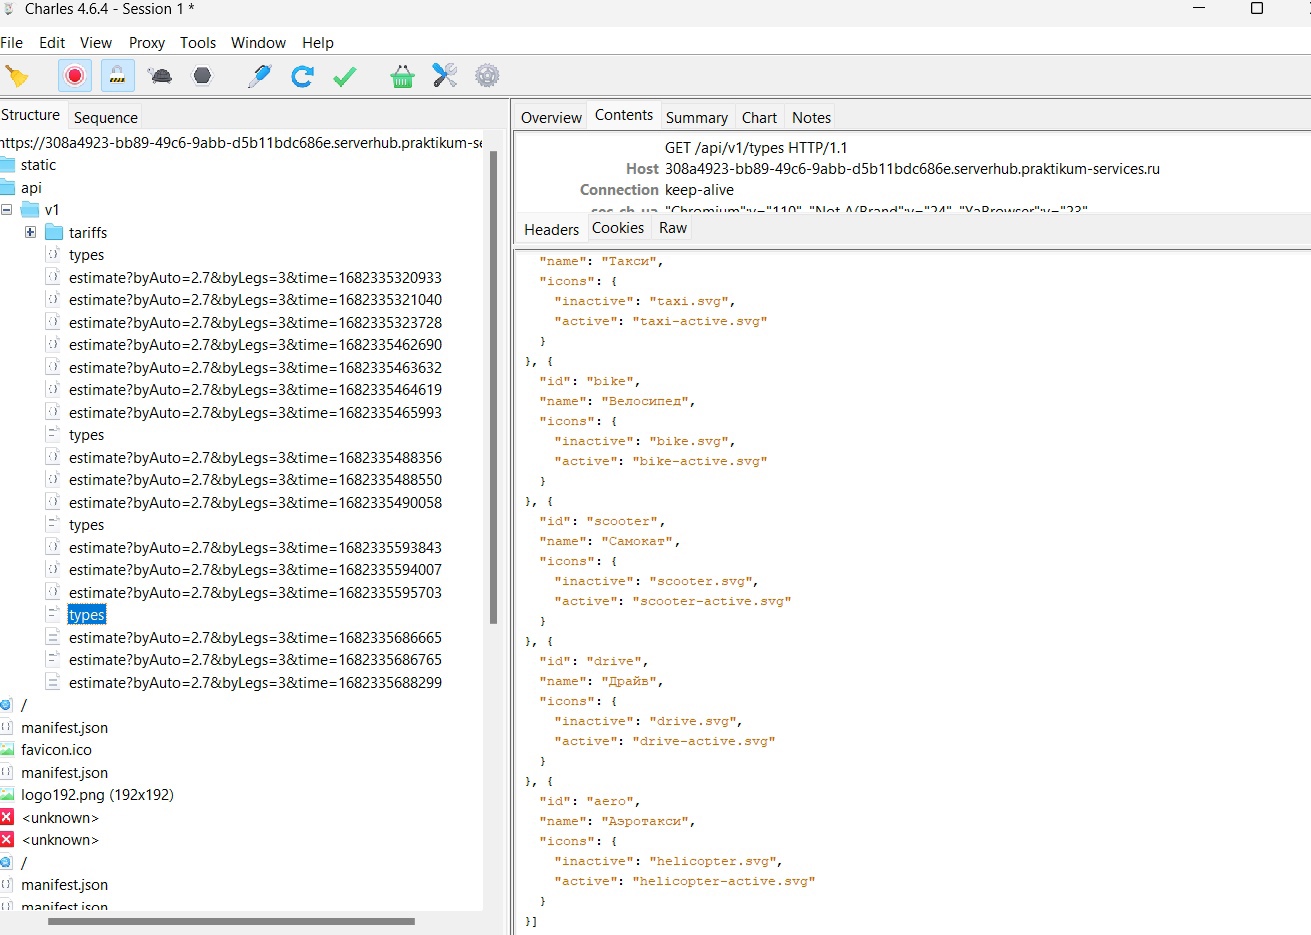 Charles 4.6.4 - Session 1 *
File Edit View Proxy Tools Window Help
Structure Sequence
https://308a4923-bb89-49c6-9abb-d5b11bdc686e.serverhub.praktikum-se
static
api
v1
tariffs
types
estimate?byAuto=2.7&byLegs=3&time=1682335320933
estimate?byAuto=2.7&byLegs=3&time=1682335321040
estimate?byAuto=2.7&byLegs=3&time=1682335323728
estimate?byAuto=2.7&byLegs=3&time=1682335462690
estimate?byAuto=2.7&byLegs=3&time=1682335463632
estimate?byAuto=2.7&byLegs=3&time=1682335464619
estimate?byAuto=2.7&byLegs=3&time=1682335465993
types
estimate?byAuto=2.7&byLegs=3&time=1682335488356
estimate?byAuto=2.7&byLegs=3&time=1682335488550
estimate?byAuto=2.7&byLegs=3&time=1682335490058
types
estimate?byAuto=2.7&byLegs=3&time=1682335593843
estimate?byAuto=2.7&byLegs=3&time=1682335594007
estimate?byAuto=2.7&byLegs=3&time=1682335595703
types
estimate?byAuto=2.7&byLegs=3&time=1682335686665
estimate?byAuto=2.7&byLegs=3&time=1682335686765
estimate?byAuto=2.7&byLegs=3&time=1682335688299
/
manifest.json
favicon.ico
manifest.json
logo192.png (192x192)
<unknown>
<unknown>
/
manifest.json
manifest.json
Overview Contents Summary Chart Notes
GET /api/v1/types HTTP/1.1
Host 308a4923-bb89-49c6-9abb-d5b11bdc686e.serverhub.praktikum-services.ru
Connection keep-alive
sec-ch-ua "Chromium";v="110", "Not A(Brand";v="24", "YaBrowser";v="23"
Headers Cookies Raw
"name": "Такси",
"icons": {
"inactive": "taxi.svg",
"active": "taxi-active.svg"
}
}, {
"id": "bike",
"name": "Велосипед",
"icons": {
"inactive": "bike.svg",
"active": "bike-active.svg"
}
}, {
"id": "scooter",
"name": "Самокат",
"icons": {
"inactive": "scooter.svg",
"active": "scooter-active.svg"
}
}, {
"id": "drive",
"name": "Драйв",
"icons": {
"inactive": "drive.svg",
"active": "drive-active.svg"
}
}, {
"id": "aero",
"name": "Аэротакси",
"icons": {
"inactive": "helicopter.svg",
"active": "helicopter-active.svg"
}
}]